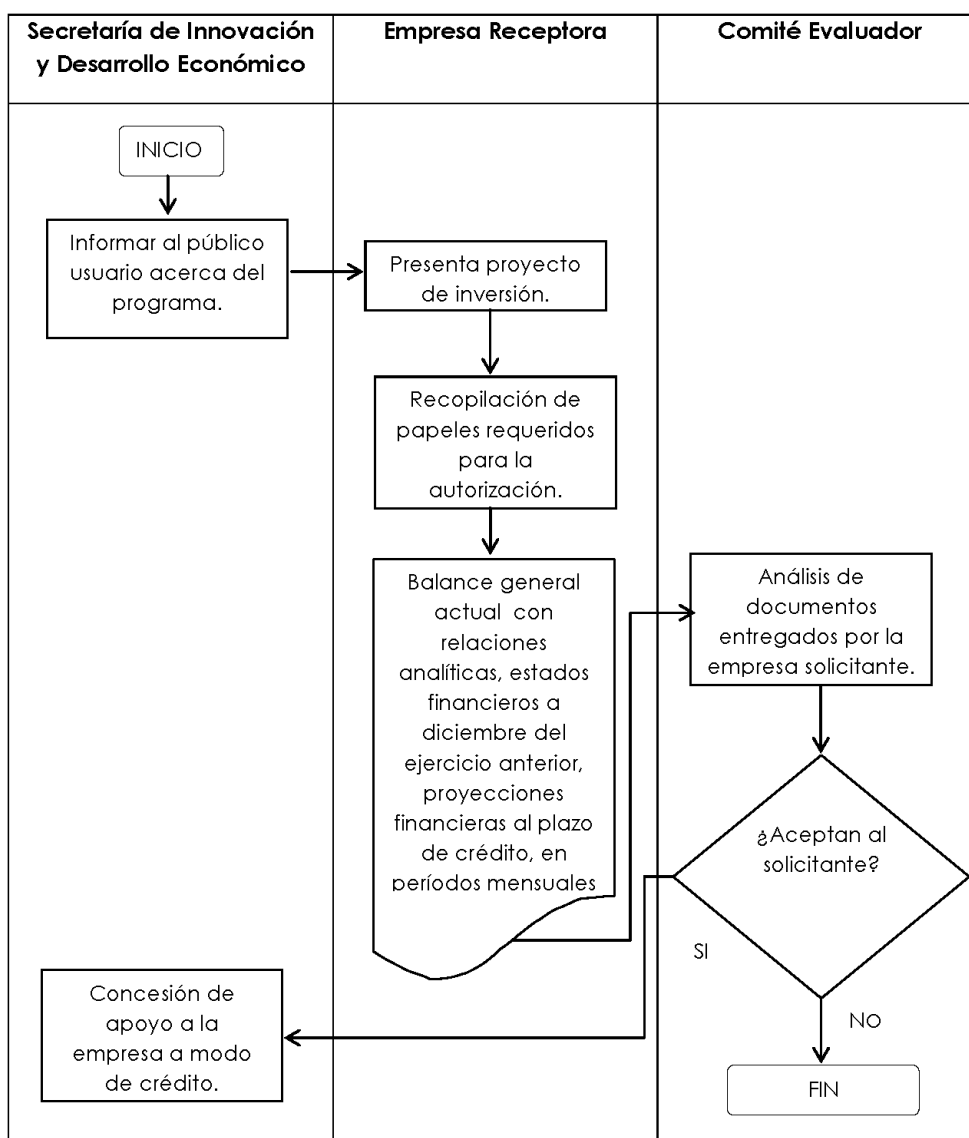 Secretaría de Innovación
y Desarrollo Económico
Empresa Receptora
Comité Evaluador
INICIO
Informar al público
usuario acerca del
programa.
Presenta proyecto
de inversión.
Recopilación de
papeles requeridos
para la
autorización.
Balance general
actual con
relaciones
analíticas, estados
financieros a
diciembre del
ejercicio anterior,
proyecciones
financieras al plazo
de crédito, en
períodos mensuales
Análisis de
documentos
entregados por la
empresa solicitante.
¿Aceptan al
solicitante?
SI
NO
Concesión de
apoyo a la
empresa a modo
de crédito.
FIN